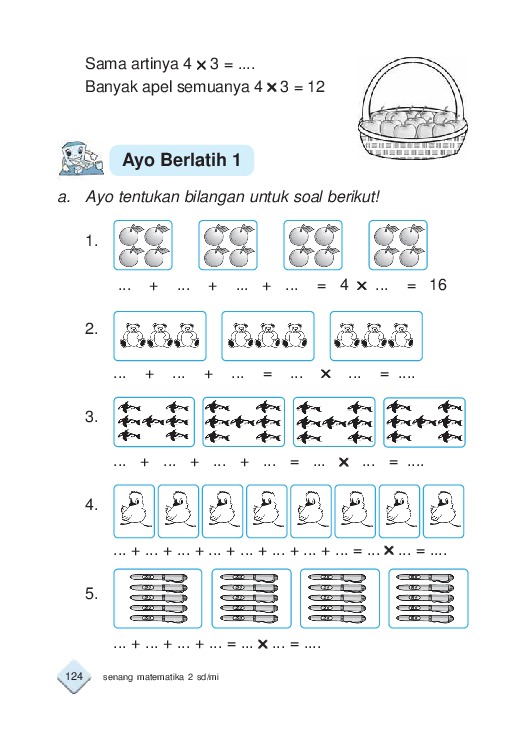 Sama artinya 4 × 3 = ....
Banyak apel semuanya 4 × 3 = 12
Ayo Berlatih 1
a. Ayo tentukan bilangan untuk soal berikut!
1.
... + ... + ... + ... = 4 × ... = 16
2.
... + ... + ... = ... × ... = ....
3.
... + ... + ... + ... = ... × ... = ....
4.
... + ... + ... + ... + ... + ... + ... + ... = ... × ... = ....
5.
... + ... + ... + ... = ... × ... = ....
124 senang matematika 2 sd/mi